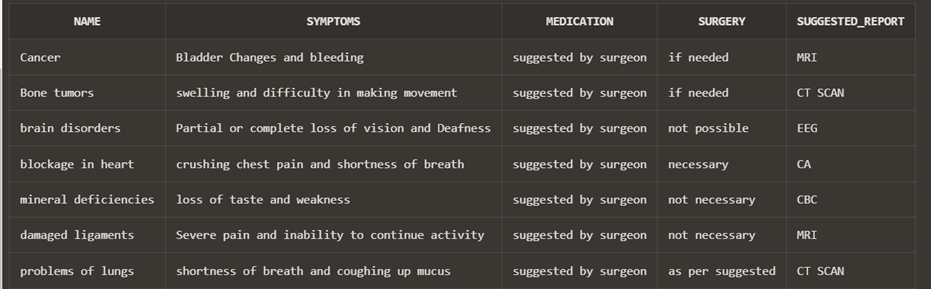 NAME SYMPTOMS MEDICATION SURGERY SUGGESTED_REPORT
Cancer Bladder Changes and bleeding suggested by surgeon if needed MRI
Bone tumors swelling and difficulty in making movement suggested by surgeon if needed CT SCAN
brain disorders Partial or complete loss of vision and Deafness suggested by surgeon not possible EEG
blockage in heart crushing chest pain and shortness of breath suggested by surgeon necessary CA
mineral deficiencies loss of taste and weakness suggested by surgeon not necessary CBC
damaged ligaments Severe pain and inability to continue activity suggested by surgeon not necessary MRI
problems of lungs shortness of breath and coughing up mucus suggested by surgeon as per suggested CT SCAN